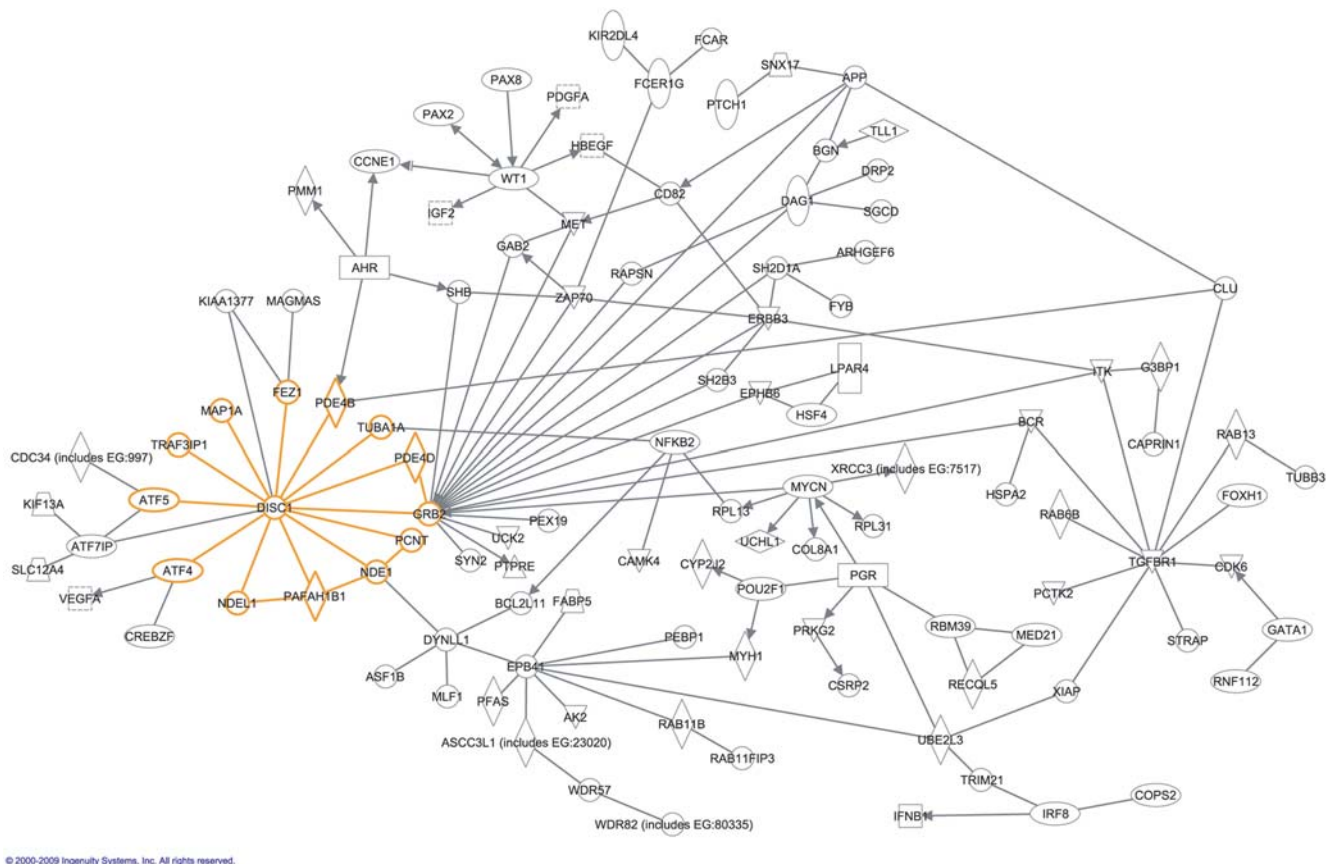 KIR2DL4
FCAR
SNX17
APP
PAX8
PDGFA
FCER1G
PTCH1
PAX2
TLL1
HBEGF
BGN
CCNE1
WT1
DRP2
PMM1
CD82
DAG1
IGF2
MET
SGCD
GAB2
ARHGEF6
AHR
RAPSN
SH2D1A
SHB
ZAP70
CLU
KIAA1377
MAGMAS
FYB
ERBB3
LPAR4
ITK
G3BP1
SH2B3
FEZ1
PDE4B
EPHB6
MAP1A
HSF4
TUBA1A
BCR
NFKB2
CAPRIN1
RAB13
TRAF3IP1
CDC34 (includes EG:997)
PDE4D
XRCC3 (includes EG:7517)
TUBB3
MYCN
HSPA2
FOXH1
KIF13A
ATF5
DISC1
GRB2
RPL13
RAB6B
PEX19
RPL31
UCK2
UCHL1
PCNT
COL8A1
ATF7IP
SYN2
PTPRE
CAMK4
CYP2J2
TGFBR1
CDK6
SLC12A4
ATF4
NDE1
PGR
POU2F1
PCTK2
VEGFA
NDEL1
PAFAH1B1
BCL2L11
FABP5
PRKG2
RBM39
MED21
GATA1
CREBZF
DYNLL1
PEBP1
STRAP
MYH1
EPB41
ASF1B
CSRP2
RECQL5
RNF112
MLF1
PFAS
XIAP
AK2
RAB11B
ASCC3L1 (includes EG:23020)
UBE2L3
RAB11FIP3
TRIM21
WDR57
COPS2
IFNB1
IRF8
WDR82 (includes EG:80335)
© 2000-2009 Ingenuity Systems, Inc. All rights reserved.